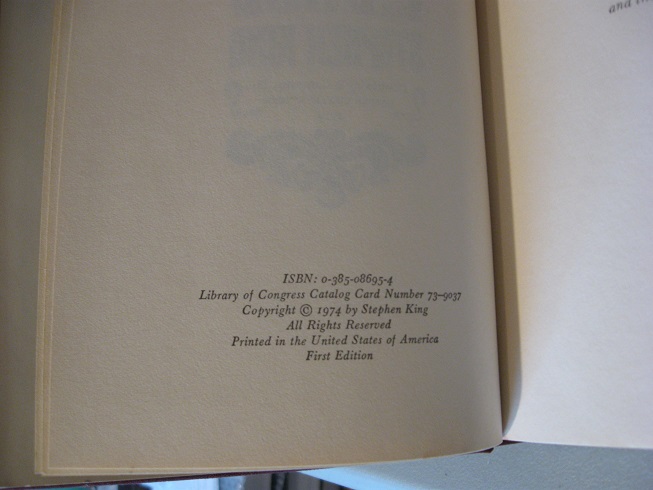 and
ISBN: 0-385-08695-4
Library of Congress Catalog Card Number 73-9037
Copyright © 1974 by Stephen King
All Rights Reserved
Printed in the United States of America
First Edition